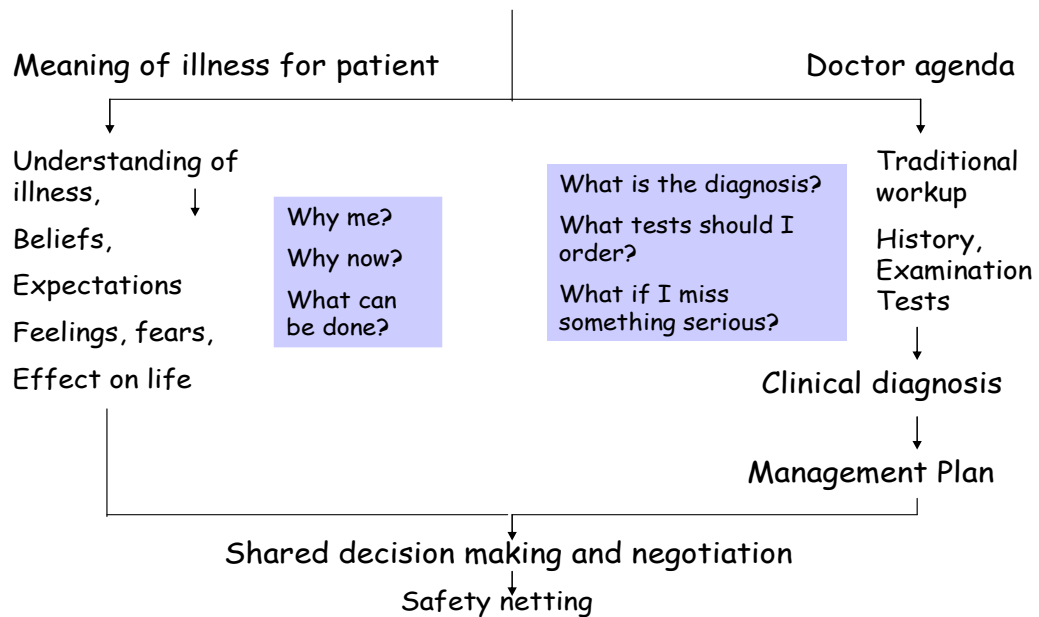 Meaning of illness for patient
Doctor agenda
Understanding of
illness,
Beliefs,
Expectations
Feelings, fears,
Effect on life
Why me?
Why now?
What can
be done?
What is the diagnosis?
What tests should I
order?
What if I miss
something serious?
Traditional
workup
History,
Examination
Tests
Clinical diagnosis
Management Plan
Shared decision making and negotiation
Safety netting